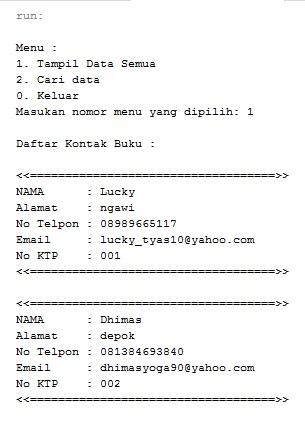 run:
Menu :
1. Tampil Data Semua
2. Cari data
0. Keluar
Masukan nomor menu yang dipilih: 1
Daftar Kontak Buku :
<<===================================>>
NAMA      : Lucky
Alamat    : ngawi
No Telpon : 08989665117
Email     : lucky_tyas10@yahoo.com
No KTP    : 001
<<===================================>>
<<===================================>>
NAMA      : Dhimas
Alamat    : depok
No Telpon : 081384693840
Email     : dhimasyoga90@yahoo.com
No KTP    : 002
<<===================================>>